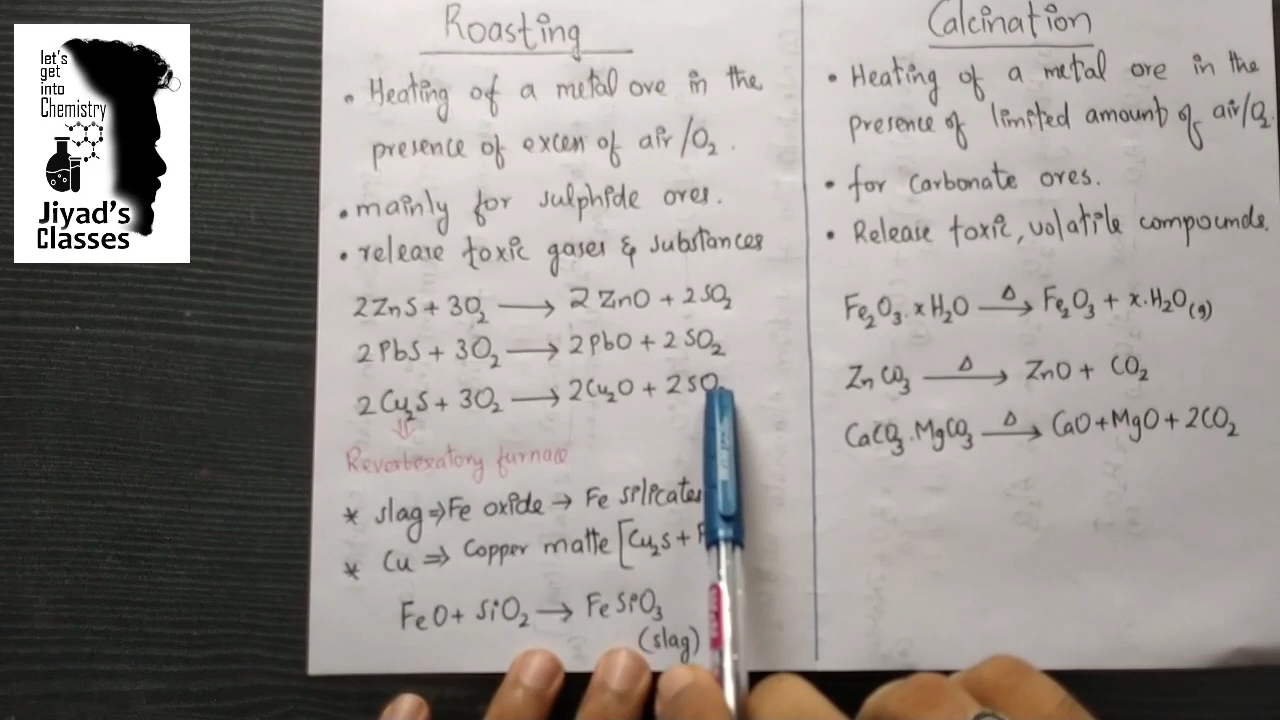 let's
get
into
Chemistry
Jiyad's
Classes
Roasting
• Heating of a metal ore in the
presence of excess of air/O₂.
• mainly for sulphide ores.
• release toxic gases & substances
2ZnS + 3O₂ ⟶ 2ZnO + 2SO₂
2PbS + 3O₂ ⟶ 2PbO + 2SO₂
2Cu₂S + 3O₂ ⟶ 2Cu₂O + 2SO
Reverberatory furnace
* slag ⇒ Fe oxide → Fe silicates
* Cu ⇒ Copper matte [Cu₂S +
FeO + SiO₂ ⟶ FeSiO₃
(slag)
Calcination
• Heating of a metal ore in the
presence of limited amount of air/O₂.
• for carbonate ores.
• Release toxic, volatile compounds.
Fe₂O₃.xH₂O –Δ→ Fe₂O₃ + x.H₂O(g)
ZnCO₃ –Δ→ ZnO + CO₂
CaCO₃.MgCO₃ –Δ→ CaO + MgO + 2CO₂